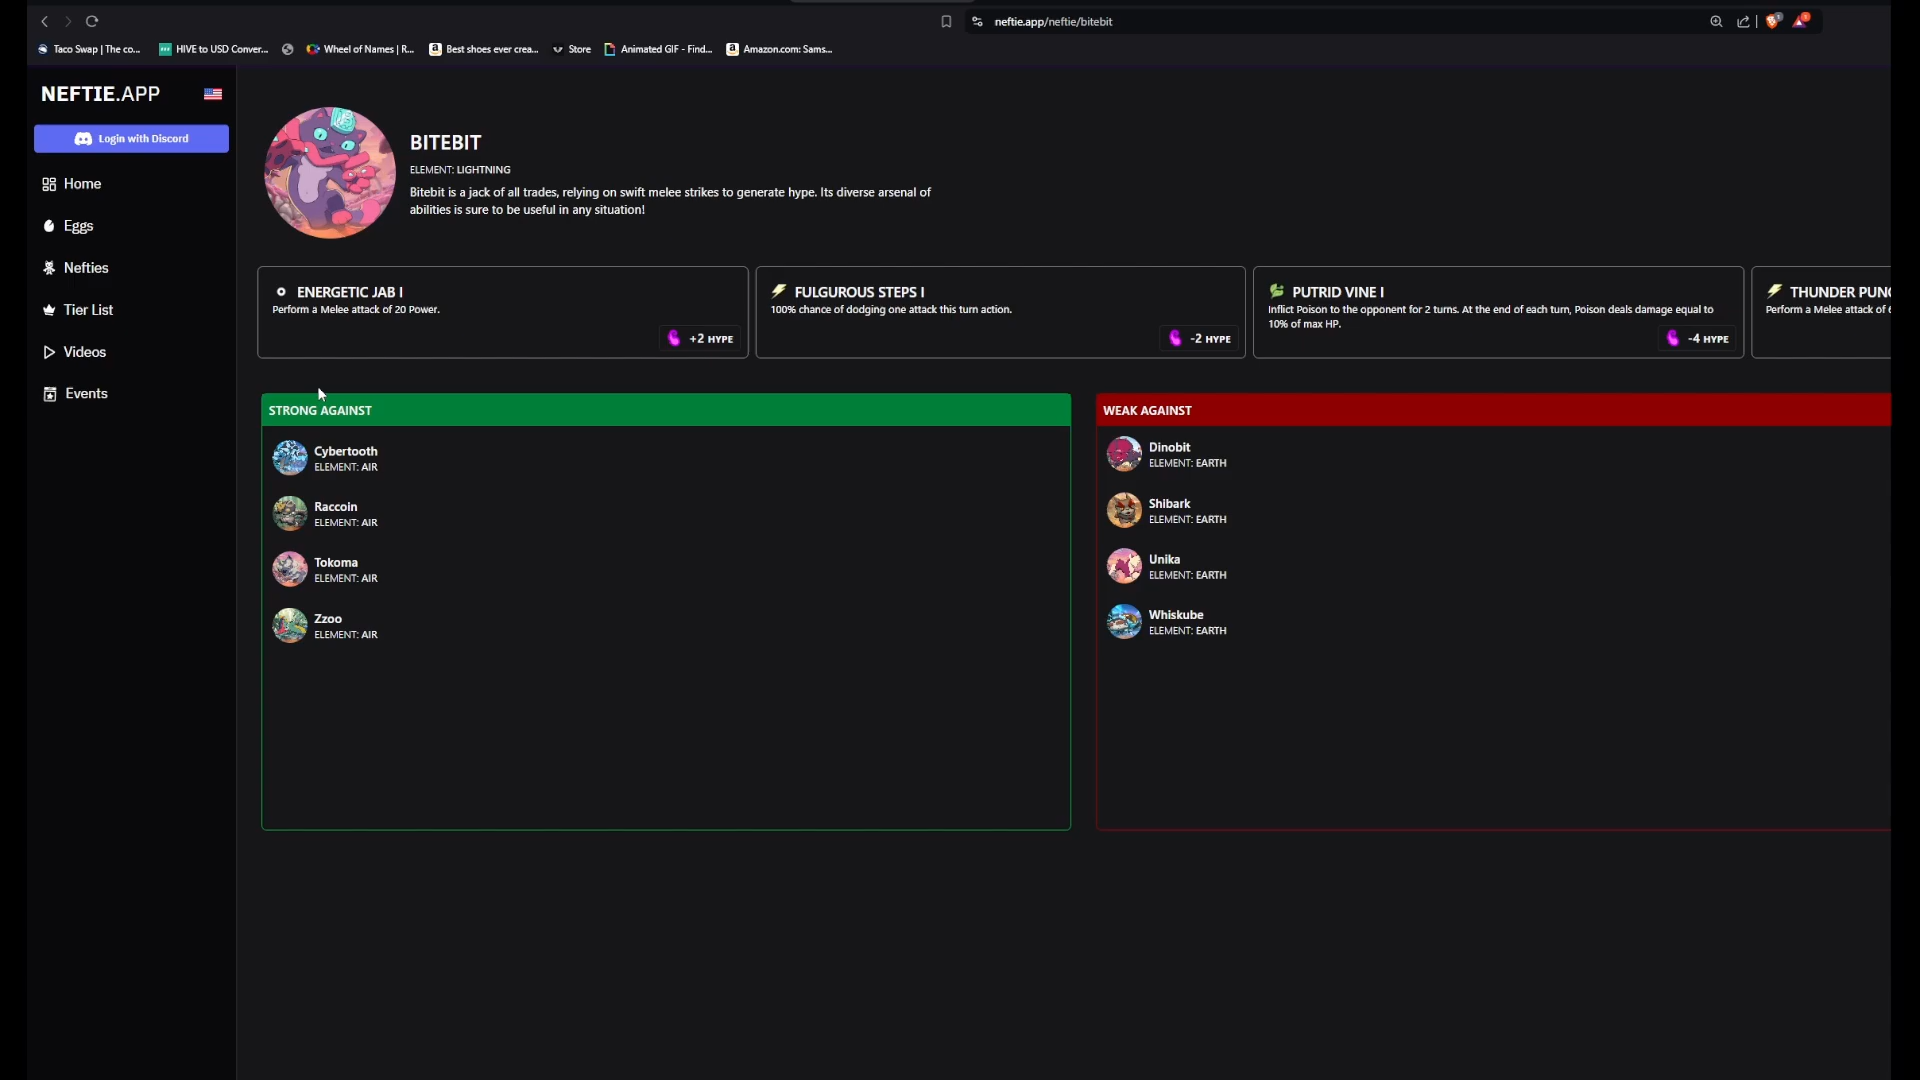 neftie.app/neftie/bitebit
Taco Swap | The co...
HIVE to USD Conver...
Wheel of Names | R...
Best shoes ever crea...
Store
Animated GIF - Find...
Amazon.com: Sams...
NEFTIE.APP
Login with Discord
Home
Eggs
Nefties
Tier List
Videos
Events
BITEBIT
ELEMENT: LIGHTNING
Bitebit is a jack of all trades, relying on swift melee strikes to generate hype. Its diverse arsenal of
abilities is sure to be useful in any situation!
ENERGETIC JAB I
Perform a Melee attack of 20 Power.
+2 HYPE
FULGUROUS STEPS I
100% chance of dodging one attack this turn action.
-2 HYPE
PUTRID VINE I
Inflict Poison to the opponent for 2 turns. At the end of each turn, Poison deals damage equal to
10% of max HP.
-4 HYPE
THUNDER PUN
Perform a Melee attack of
STRONG AGAINST
Cybertooth
ELEMENT: AIR
Raccoin
ELEMENT: AIR
Tokoma
ELEMENT: AIR
Zzoo
ELEMENT: AIR
WEAK AGAINST
Dinobit
ELEMENT: EARTH
Shibark
ELEMENT: EARTH
Unika
ELEMENT: EARTH
Whiskube
ELEMENT: EARTH